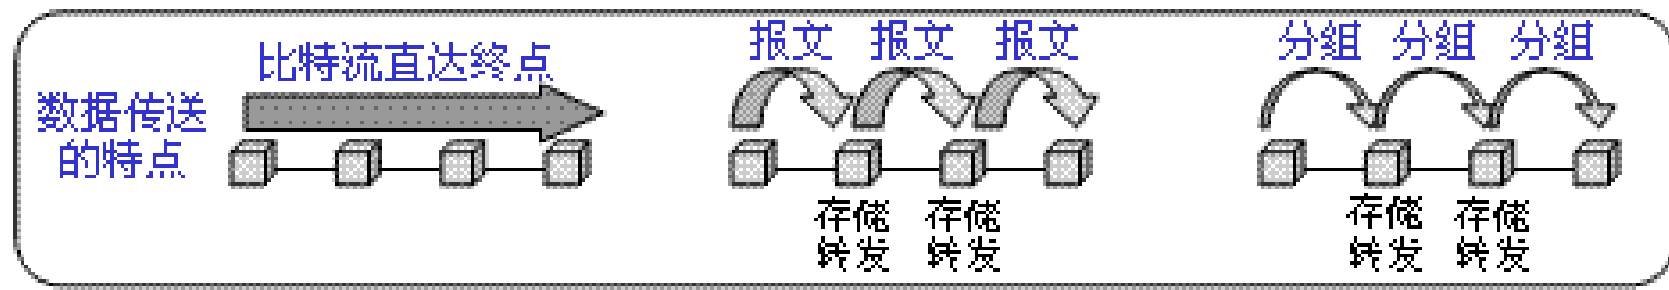 数据传送
的特点
比特流直达终点
报文 报文 报文
存储 存储
转发 转发
分组 分组 分组
存储 存储
转发 转发